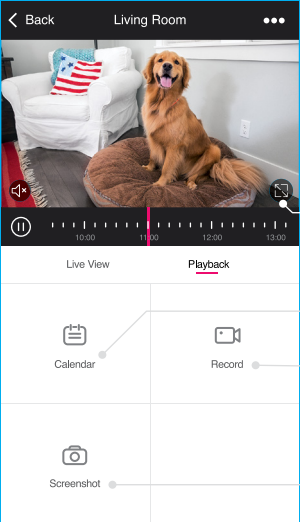 Back Living Room
10:00 11:00 12:00 13:00
Live View Playback
Calendar Record
Screenshot